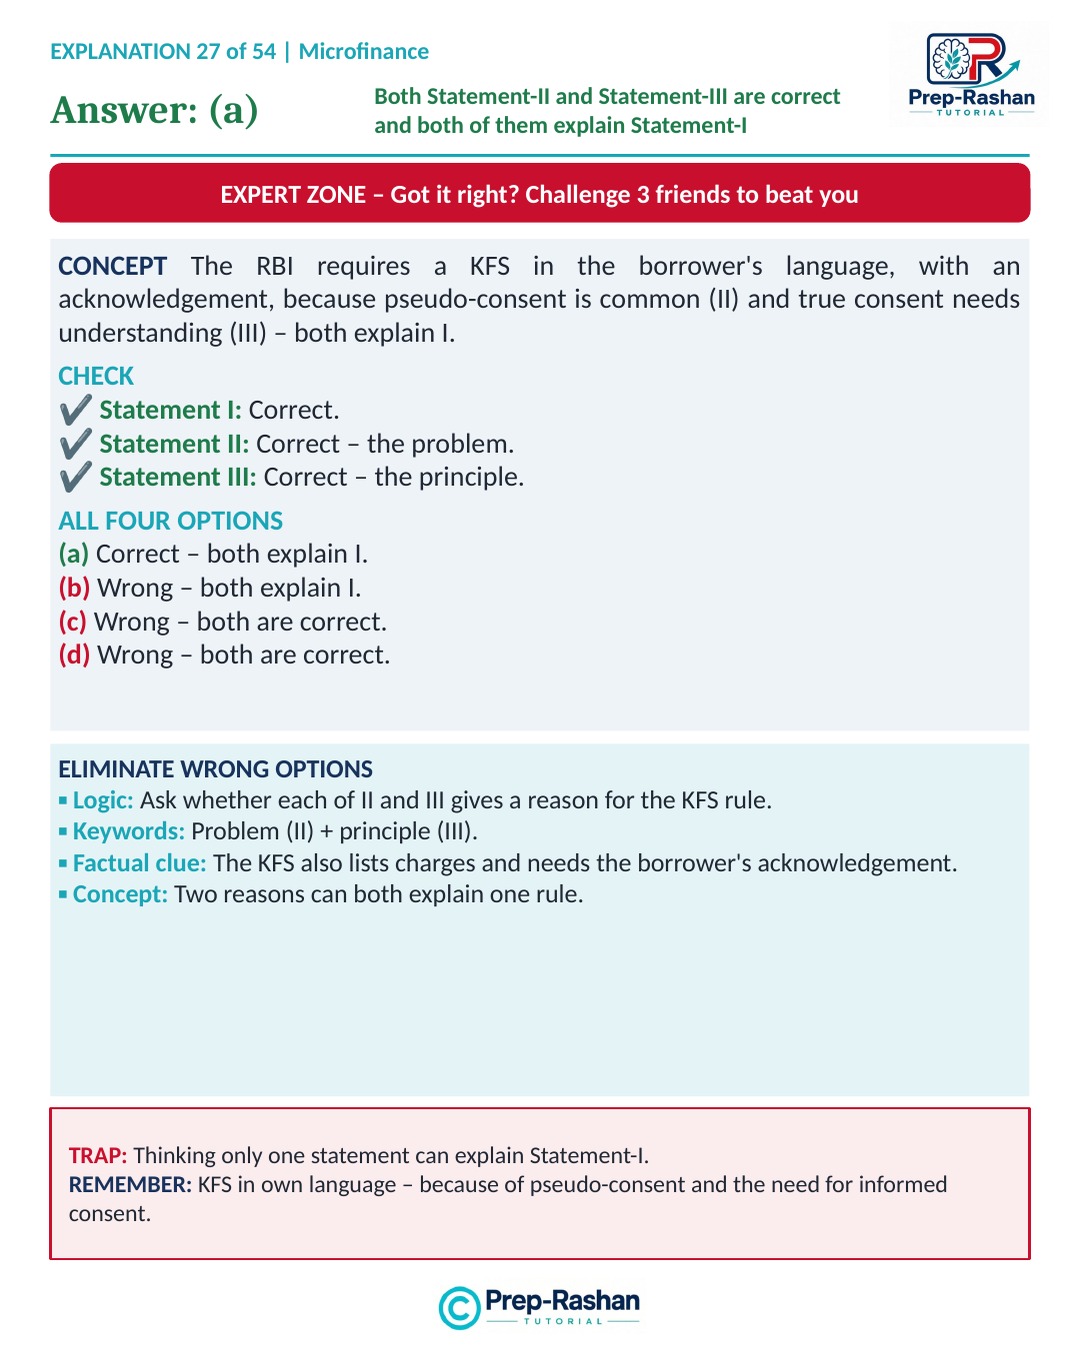 EXPLANATION 27 of 54 | Microfinance
Prep-Rashan
TUTORIAL
Answer: (a)
Both Statement-II and Statement-III are correct
and both of them explain Statement-I
EXPERT ZONE – Got it right? Challenge 3 friends to beat you
CONCEPT The RBI requires a KFS in the borrower's language, with an
acknowledgement, because pseudo-consent is common (II) and true consent needs
understanding (III) – both explain I.
CHECK
✔ Statement I: Correct.
✔ Statement II: Correct – the problem.
✔ Statement III: Correct – the principle.
ALL FOUR OPTIONS
(a) Correct – both explain I.
(b) Wrong – both explain I.
(c) Wrong – both are correct.
(d) Wrong – both are correct.
ELIMINATE WRONG OPTIONS
▪ Logic: Ask whether each of II and III gives a reason for the KFS rule.
▪ Keywords: Problem (II) + principle (III).
▪ Factual clue: The KFS also lists charges and needs the borrower's acknowledgement.
▪ Concept: Two reasons can both explain one rule.
TRAP: Thinking only one statement can explain Statement-I.
REMEMBER: KFS in own language – because of pseudo-consent and the need for informed
consent.
© Prep-Rashan
TUTORIAL